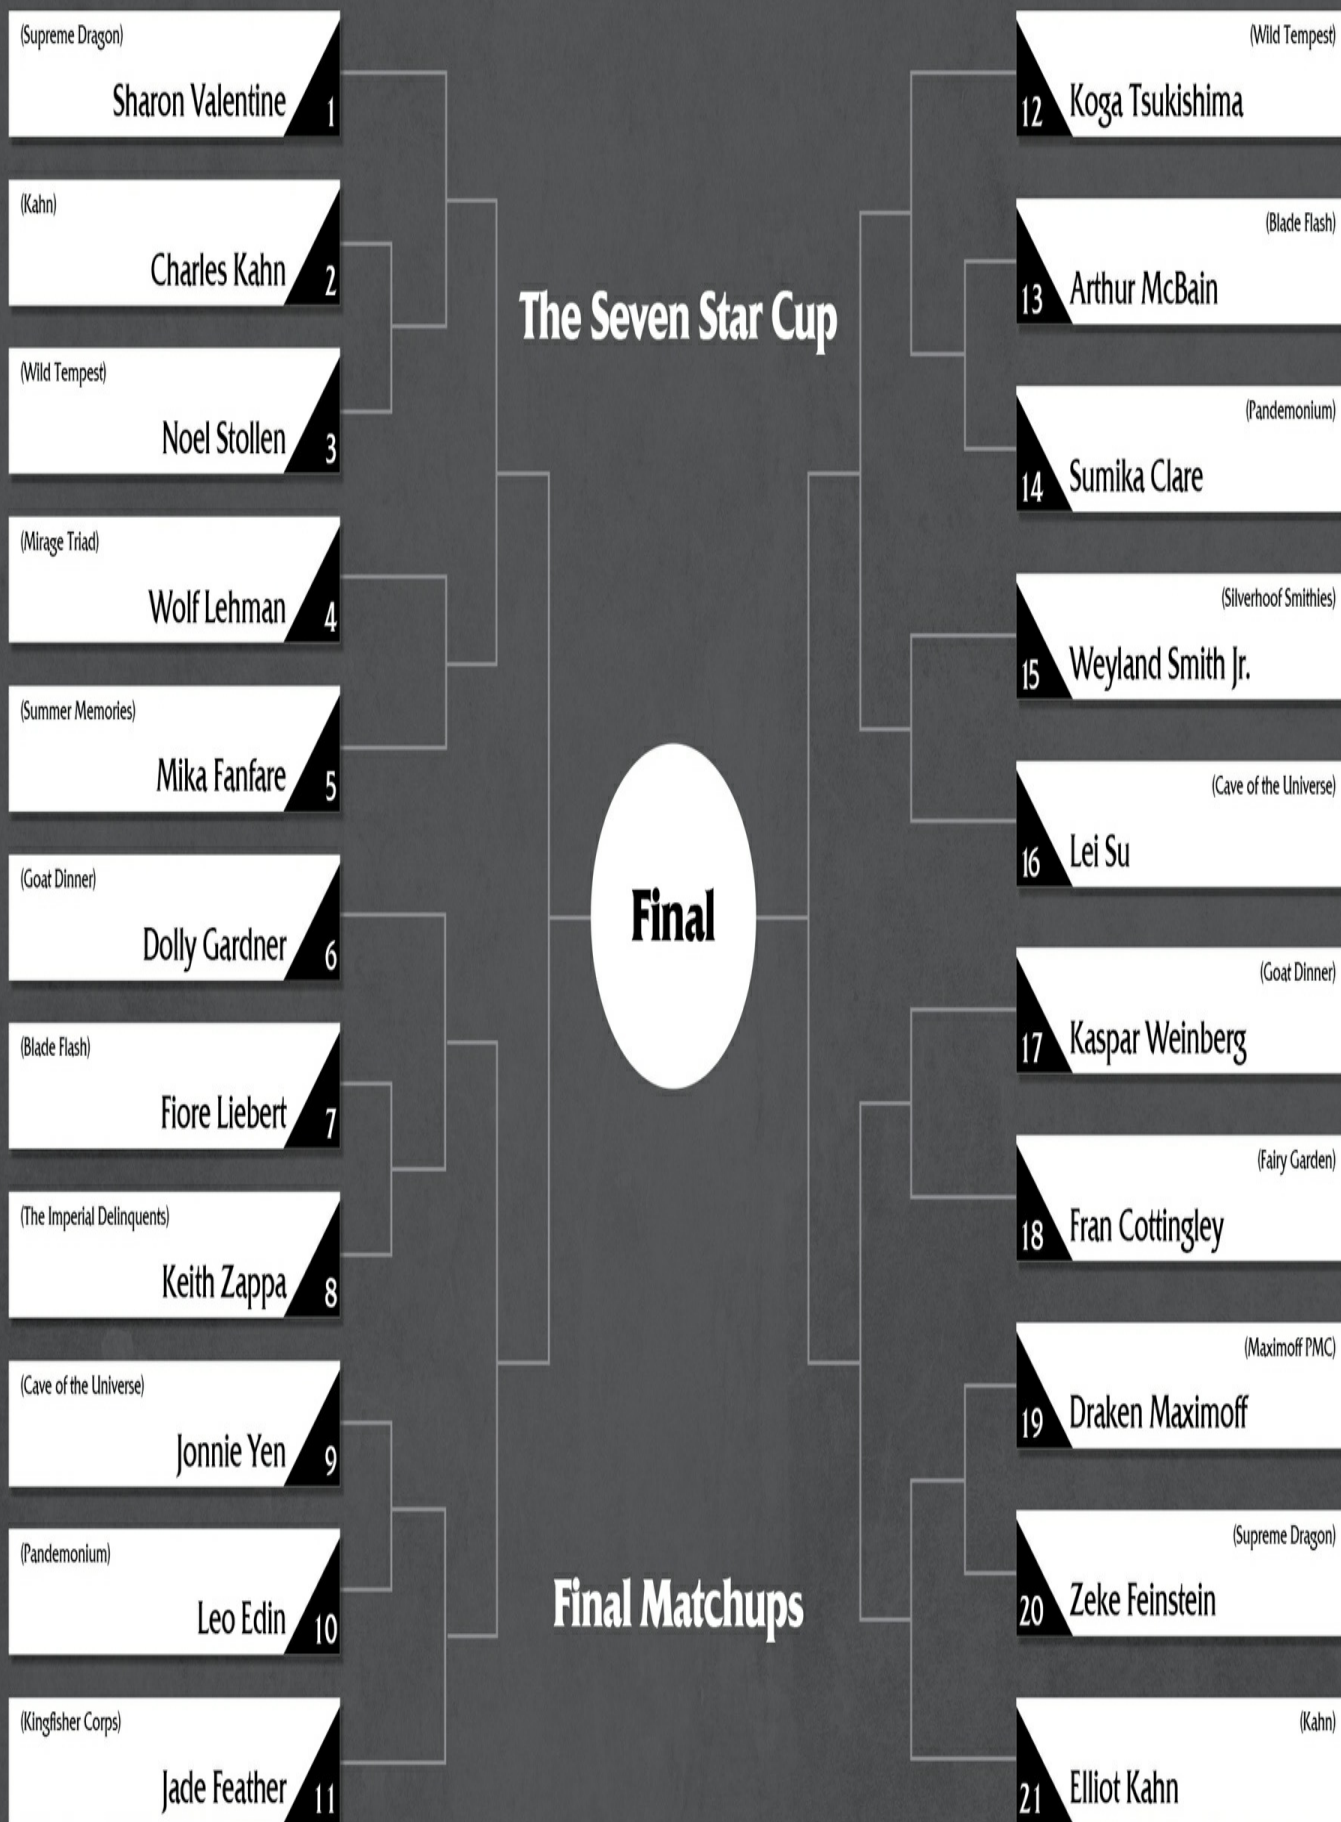 (Supreme Dragon)
Sharon Valentine 1
(Kahn)
Charles Kahn 2
(Wild Tempest)
Noel Stollen 3
(Mirage Triad)
Wolf Lehman 4
(Summer Memories)
Mika Fanfare 5
(Goat Dinner)
Dolly Gardner 6
(Blade Flash)
Fiore Liebert 7
(The Imperial Delinquents)
Keith Zappa 8
(Cave of the Universe)
Jonnie Yen 9
(Pandemonium)
Leo Edin 10
(Kingfisher Corps)
Jade Feather 11
The Seven Star Cup
Final
Final Matchups
(Wild Tempest)
12 Koga Tsukishima
(Blade Flash)
13 Arthur McBain
(Pandemonium)
14 Sumika Clare
(Silverhoof Smithies)
15 Weyland Smith Jr.
(Cave of the Universe)
16 Lei Su
(Goat Dinner)
17 Kaspar Weinberg
(Fairy Garden)
18 Fran Cottingley
(Maximoff PMC)
19 Draken Maximoff
(Supreme Dragon)
20 Zeke Feinstein
(Kahn)
21 Elliot Kahn